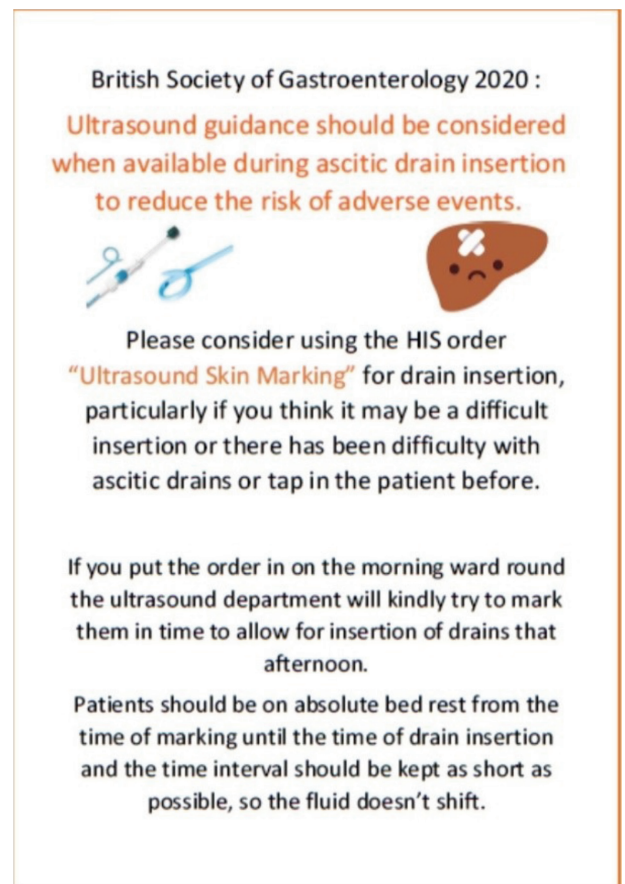 British Society of Gastroenterology 2020 :
Ultrasound guidance should be considered
when available during ascitic drain insertion
to reduce the risk of adverse events.
Please consider using the HIS order
“Ultrasound Skin Marking” for drain insertion,
particularly if you think it may be a difficult
insertion or there has been difficulty with
ascitic drains or tap in the patient before.
If you put the order in on the morning ward round
the ultrasound department will kindly try to mark
them in time to allow for insertion of drains that
afternoon.
Patients should be on absolute bed rest from the
time of marking until the time of drain insertion
and the time interval should be kept as short as
possible, so the fluid doesn’t shift.